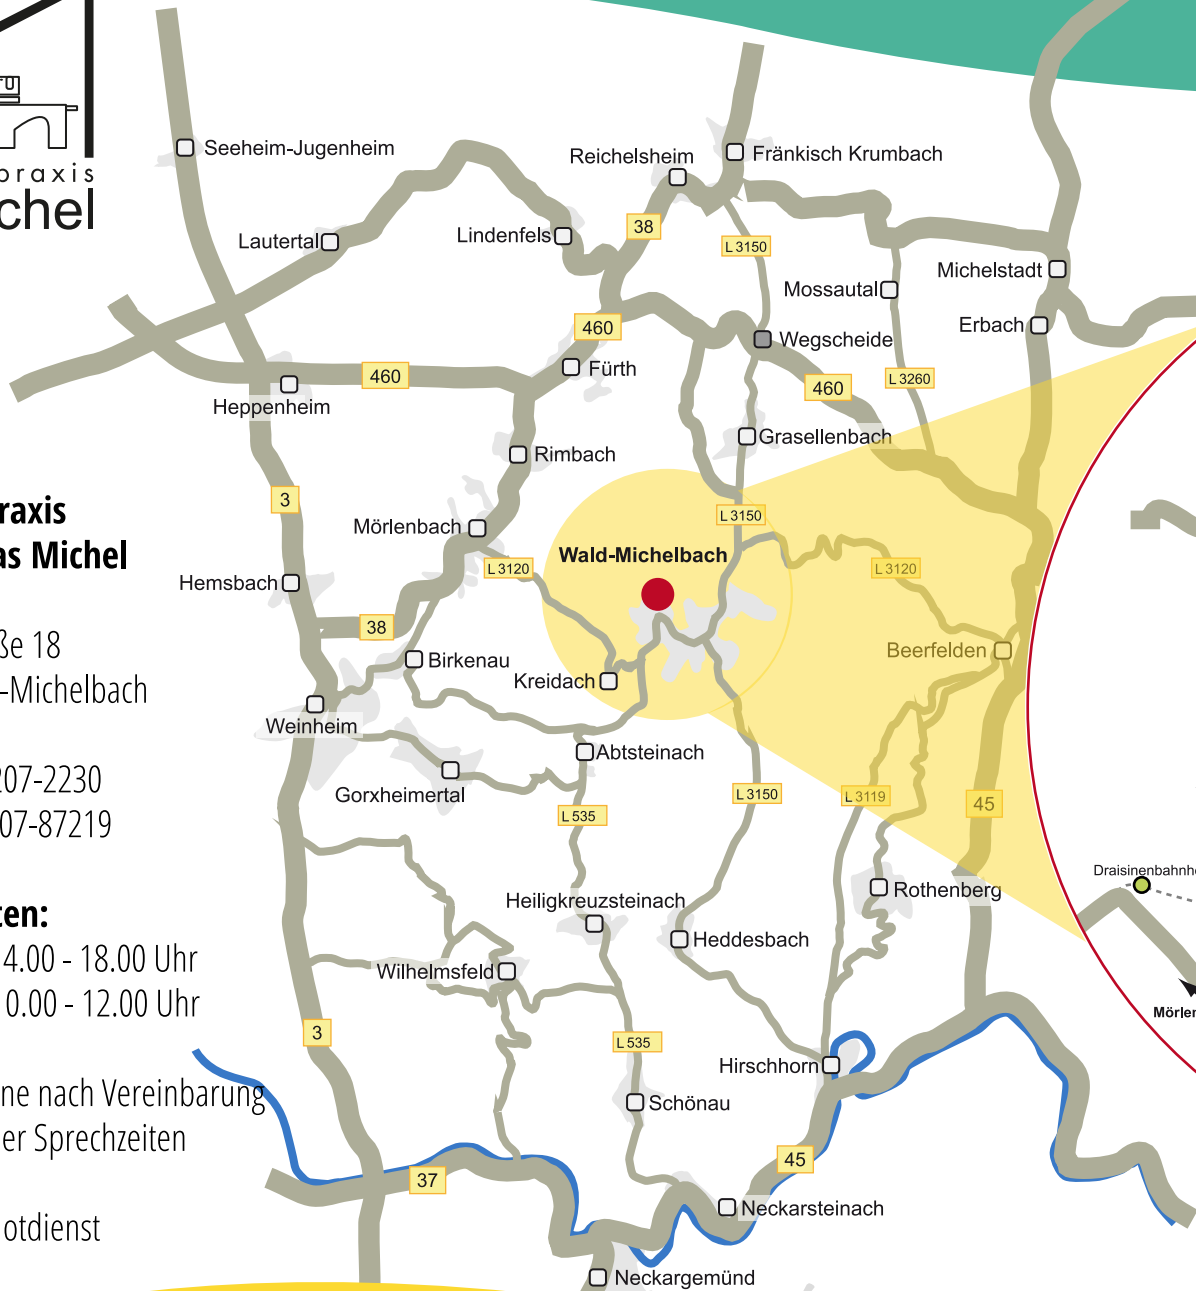 praxis
chel
raxis
as Michel
ße 18
-Michelbach
207-2230
07-87219
ten:
4.00 - 18.00 Uhr
0.00 - 12.00 Uhr
ne nach Vereinbarung
er Sprechzeiten
otdienst
Seeheim-Jugenheim
Reichelsheim
Fränkisch Krumbach
Lautertal
Lindenfels
38
L 3150
Michelstadt
Mossautal
460
Erbach
Wegscheide
Fürth
460
460
L 3260
Heppenheim
Grasellenbach
Rimbach
3
L 3150
Mörlenbach
Wald-Michelbach
L 3120
L 3120
Hemsbach
38
Beerfelden
Birkenau
Kreidach
Weinheim
Abtsteinach
Gorxheimertal
L 3150
L 3119
45
L 535
Draisinenbahnh
Rothenberg
Heiligkreuzsteinach
Heddesbach
Wilhelmsfeld
Mörler
3
L 535
Hirschhorn
Schönau
45
37
Neckarsteinach
Neckargemünd